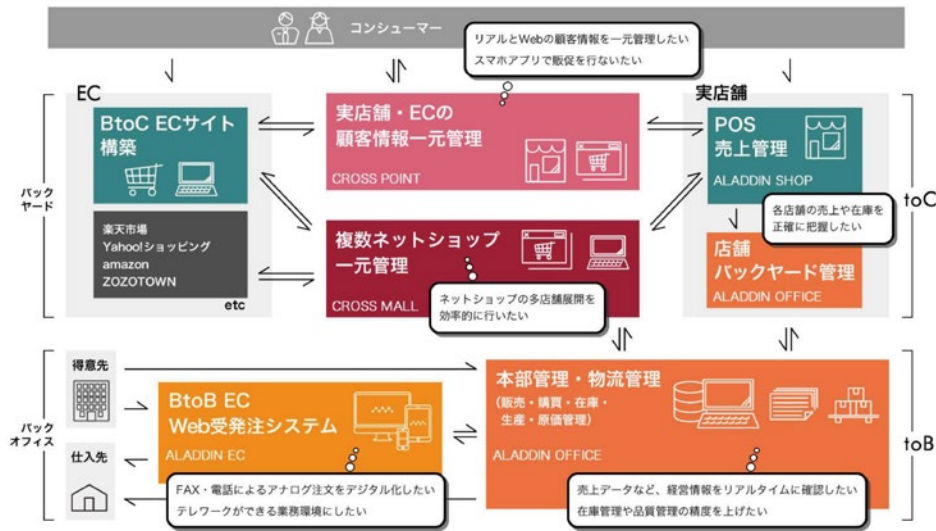 コンシューマー
リアルとWebの顧客情報を一元管理したい
スマホアプリで販促を行ないたい
EC
BtoC ECサイト
構築
楽天市場
Yahoo!ショッピング
amazon
ZOZOTOWN
etc
実店舗・ECの
顧客情報一元管理
CROSS POINT
複数ネットショップ
一元管理
CROSS MALL
ネットショップの多店舗展開を
効率的に行いたい
実店舗
POS
売上管理
ALADDIN SHOP
各店舗の売上や在庫を
正確に把握したい
店舗
バックヤード管理
ALADDIN OFFICE
バック
ヤード
toC
得意先
仕入先
BtoB EC
Web受発注システム
ALADDIN EC
FAX・電話によるアナログ注文をデジタル化したい
テレワークができる業務環境にしたい
本部管理・物流管理
(販売・購買・在庫・
生産・原価管理)
ALADDIN OFFICE
売上データなど、経営情報をリアルタイムに確認したい
在庫管理や品質管理の精度を上げたい
バック
オフィス
toB